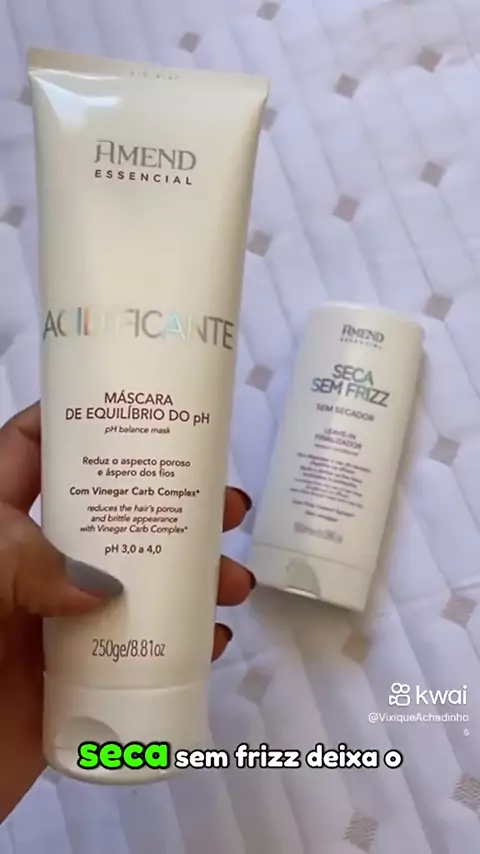 AMEND
ESSENCIAL
ACIDIFICANTE
MÁSCARA
DE EQUILÍBRIO DO pH
pH balance mask
Reduz o aspecto poroso
e áspero dos fios
Com Vinegar Carb Complex*
reduces the hair's porous
and brittle appearance
with Vinegar Carb Complex*
pH 3,0 a 4,0
250ge/8.81oz
AMEND
ESSENCIAL
SECA
SEM FRIZZ
SEM SECADOR
LEAVE-IN
FINALIZADOR
kwai
@VixiqueAchadinho
s
seca sem frizz deixa o